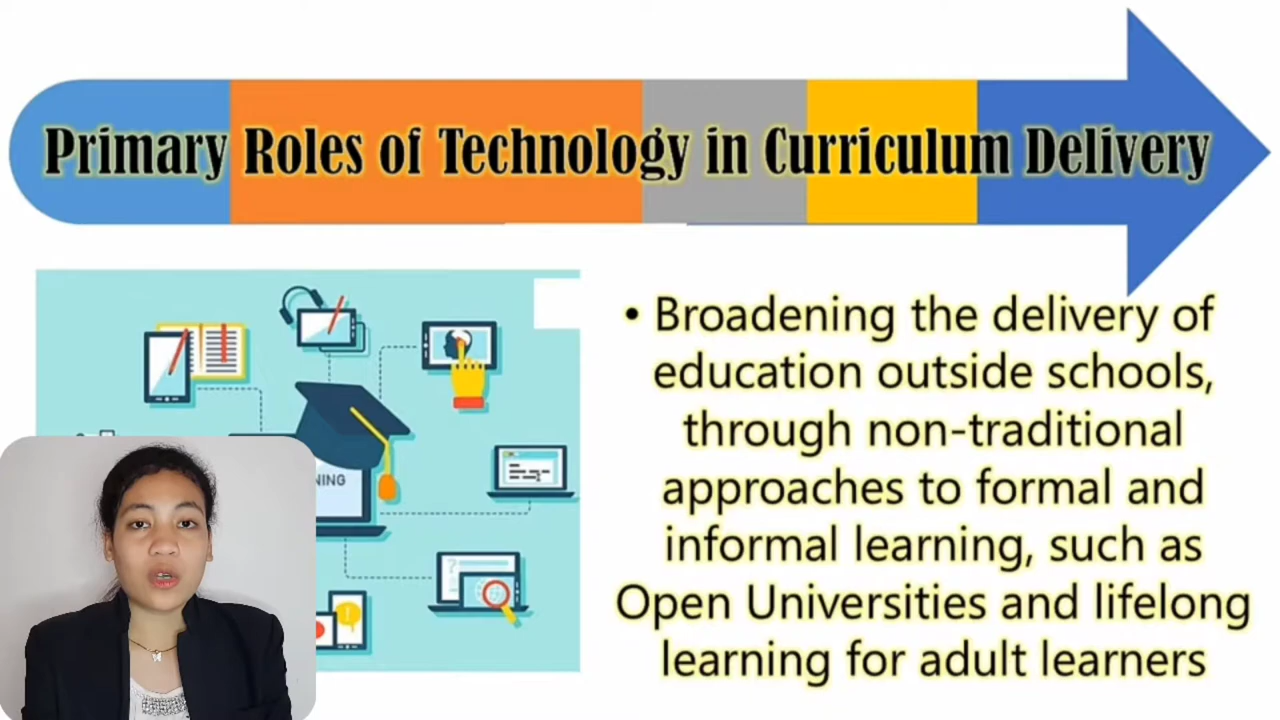 Primary Roles of Technology in Curriculum Delivery
• Broadening the delivery of
education outside schools,
through non-traditional
approaches to formal and
informal learning, such as
Open Universities and lifelong
learning for adult learners
NING